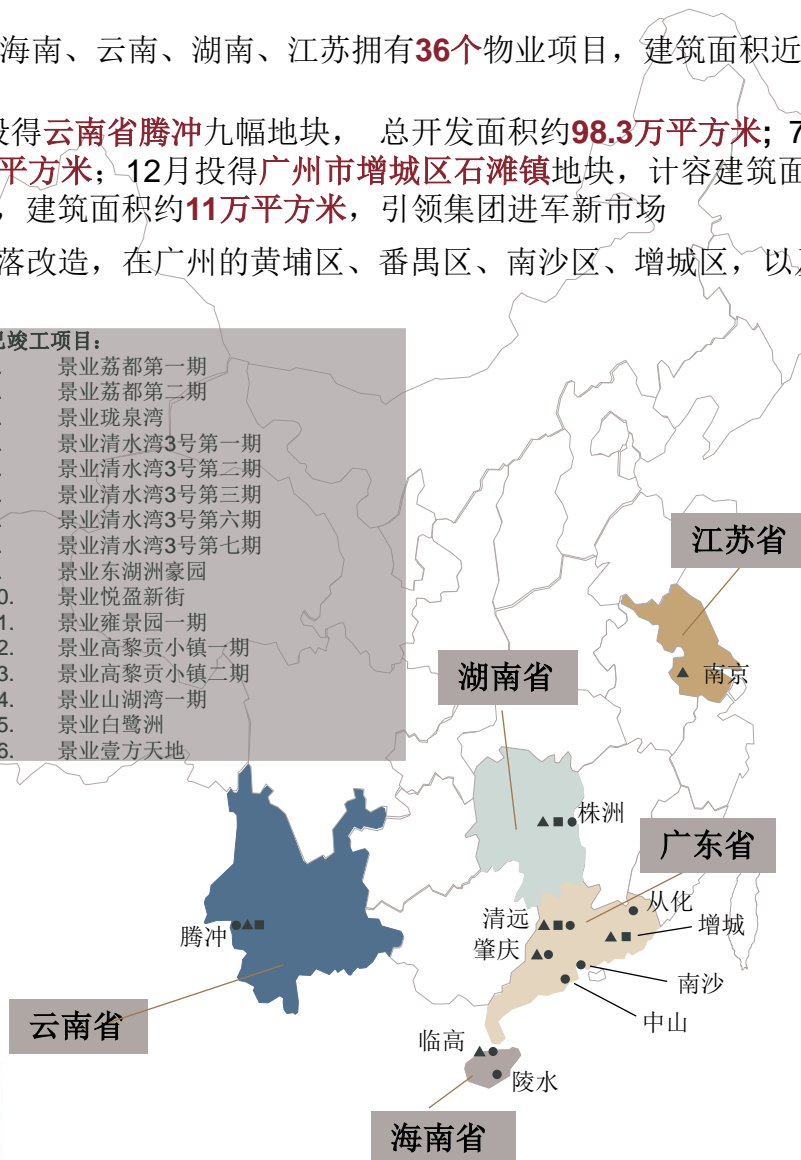 海南、云南、湖南、江苏拥有36个物业项目，建筑面积近
投得云南省腾冲九幅地块， 总开发面积约98.3万平方米；7
平方米；12月投得广州市增城区石滩镇地块，计容建筑面
，建筑面积约11万平方米，引领集团进军新市场
落改造，在广州的黄埔区、番禺区、南沙区、增城区，以及
已竣工项目：
景业荔都第一期
景业荔都第二期
景业珑泉湾
景业清水湾3号第一期
景业清水湾3号第二期
景业清水湾3号第三期
景业清水湾3号第六期
景业清水湾3号第七期
景业东湖洲豪园
0. 景业悦盈新街
1. 景业雍景园一期
2. 景业高黎贡小镇一期
3. 景业高黎贡小镇二期
4. 景业山湖湾一期
5. 景业白鹭洲
6. 景业壹方天地
江苏省
南京
湖南省
株洲
广东省
从化
清远
增城
腾冲
肇庆
南沙
中山
云南省
临高
陵水
海南省